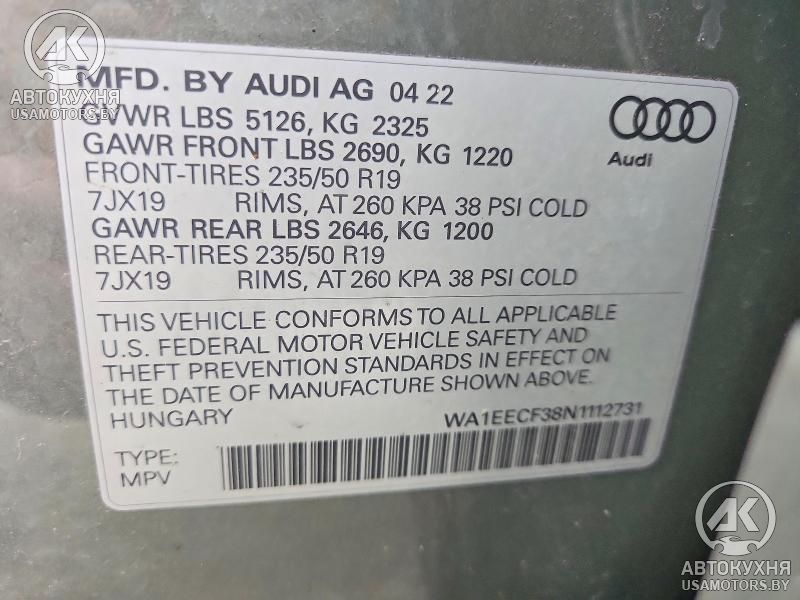 AK
АВТОКУХНЯ
USAMOTORS.BY
MFD. BY AUDI AG 04 22
GVWR LBS 5126, KG 2325
GAWR FRONT LBS 2690, KG 1220
FRONT-TIRES 235/50 R19
7JX19 RIMS, AT 260 KPA 38 PSI COLD
GAWR REAR LBS 2646, KG 1200
REAR-TIRES 235/50 R19
7JX19 RIMS, AT 260 KPA 38 PSI COLD
Audi
THIS VEHICLE CONFORMS TO ALL APPLICABLE
U.S. FEDERAL MOTOR VEHICLE SAFETY AND
THEFT PREVENTION STANDARDS IN EFFECT ON
THE DATE OF MANUFACTURE SHOWN ABOVE.
HUNGARY WA1EECF38N1112731
TYPE:
MPV
AK
АВТОКУХНЯ
USAMOTORS.BY